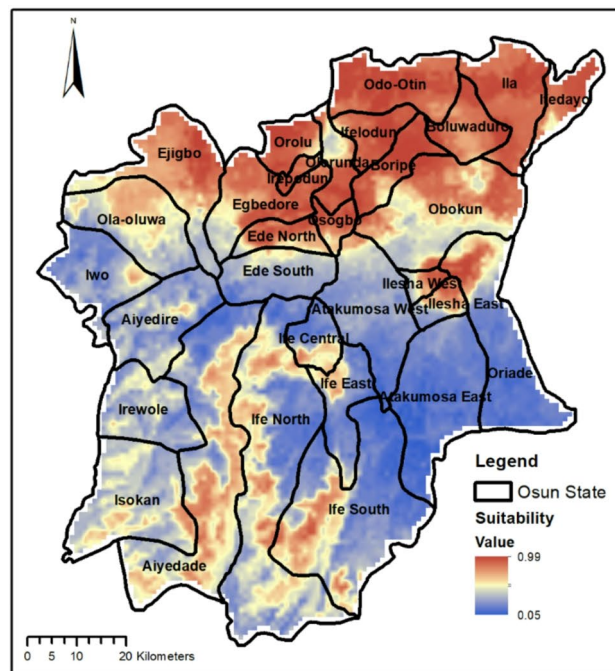 N
Odo-Otin
Ila
Ifedayo
Ifelodun
Boluwaduro
Orolu
Ejigbo
Olorunda
Boripe
Irepodun
Egbedore
Obokun
Osogbo
Ola-oluwa
Ede North
Iwo
Ede South
Ilesha West
Ilesha East
Aiyedire
Atakumosa West
Ife Central
Oriade
Ife East
Atakumosa East
Irewole
Ife North
Isokan
Ife South
Aiyedade
Legend
Osun State
Suitability
Value
0.99
0.05
0 5 10 20 Kilometers